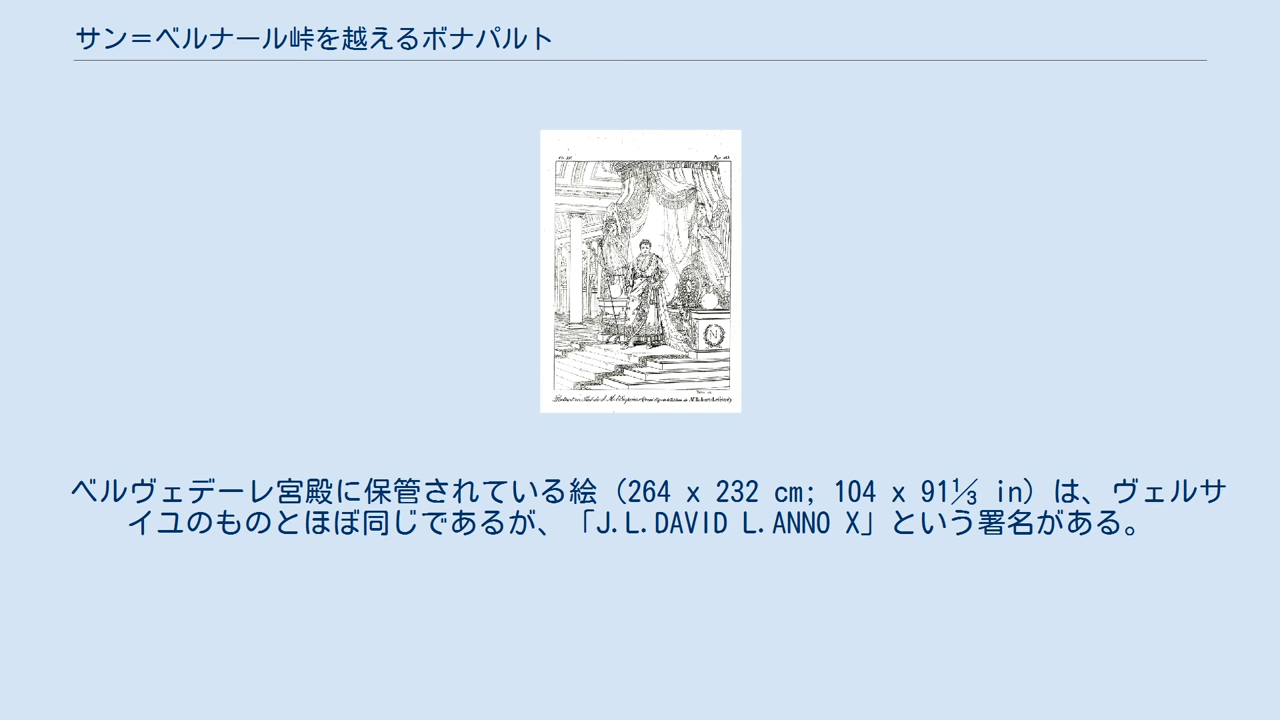 サン＝ベルナール峠を越えるボナパルト
ベルヴェデーレ宮殿に保管されている絵（264 x 232 cm; 104 x 91⅓ in）は、ヴェルサ
イユのものとほぼ同じであるが、「J.L.DAVID L.ANNO X」という署名がある。